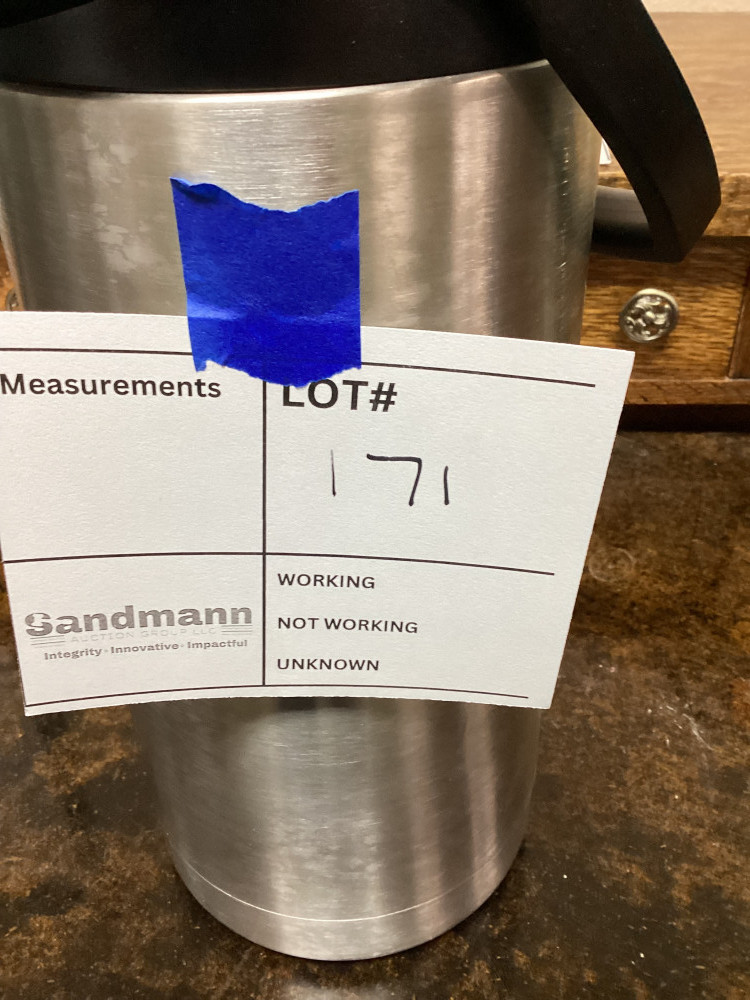 Measurements
LOT#
171
WORKING
NOT WORKING
UNKNOWN
Sandmann
AUCTION GROUP LLC
Integrity · Innovative · Impactful